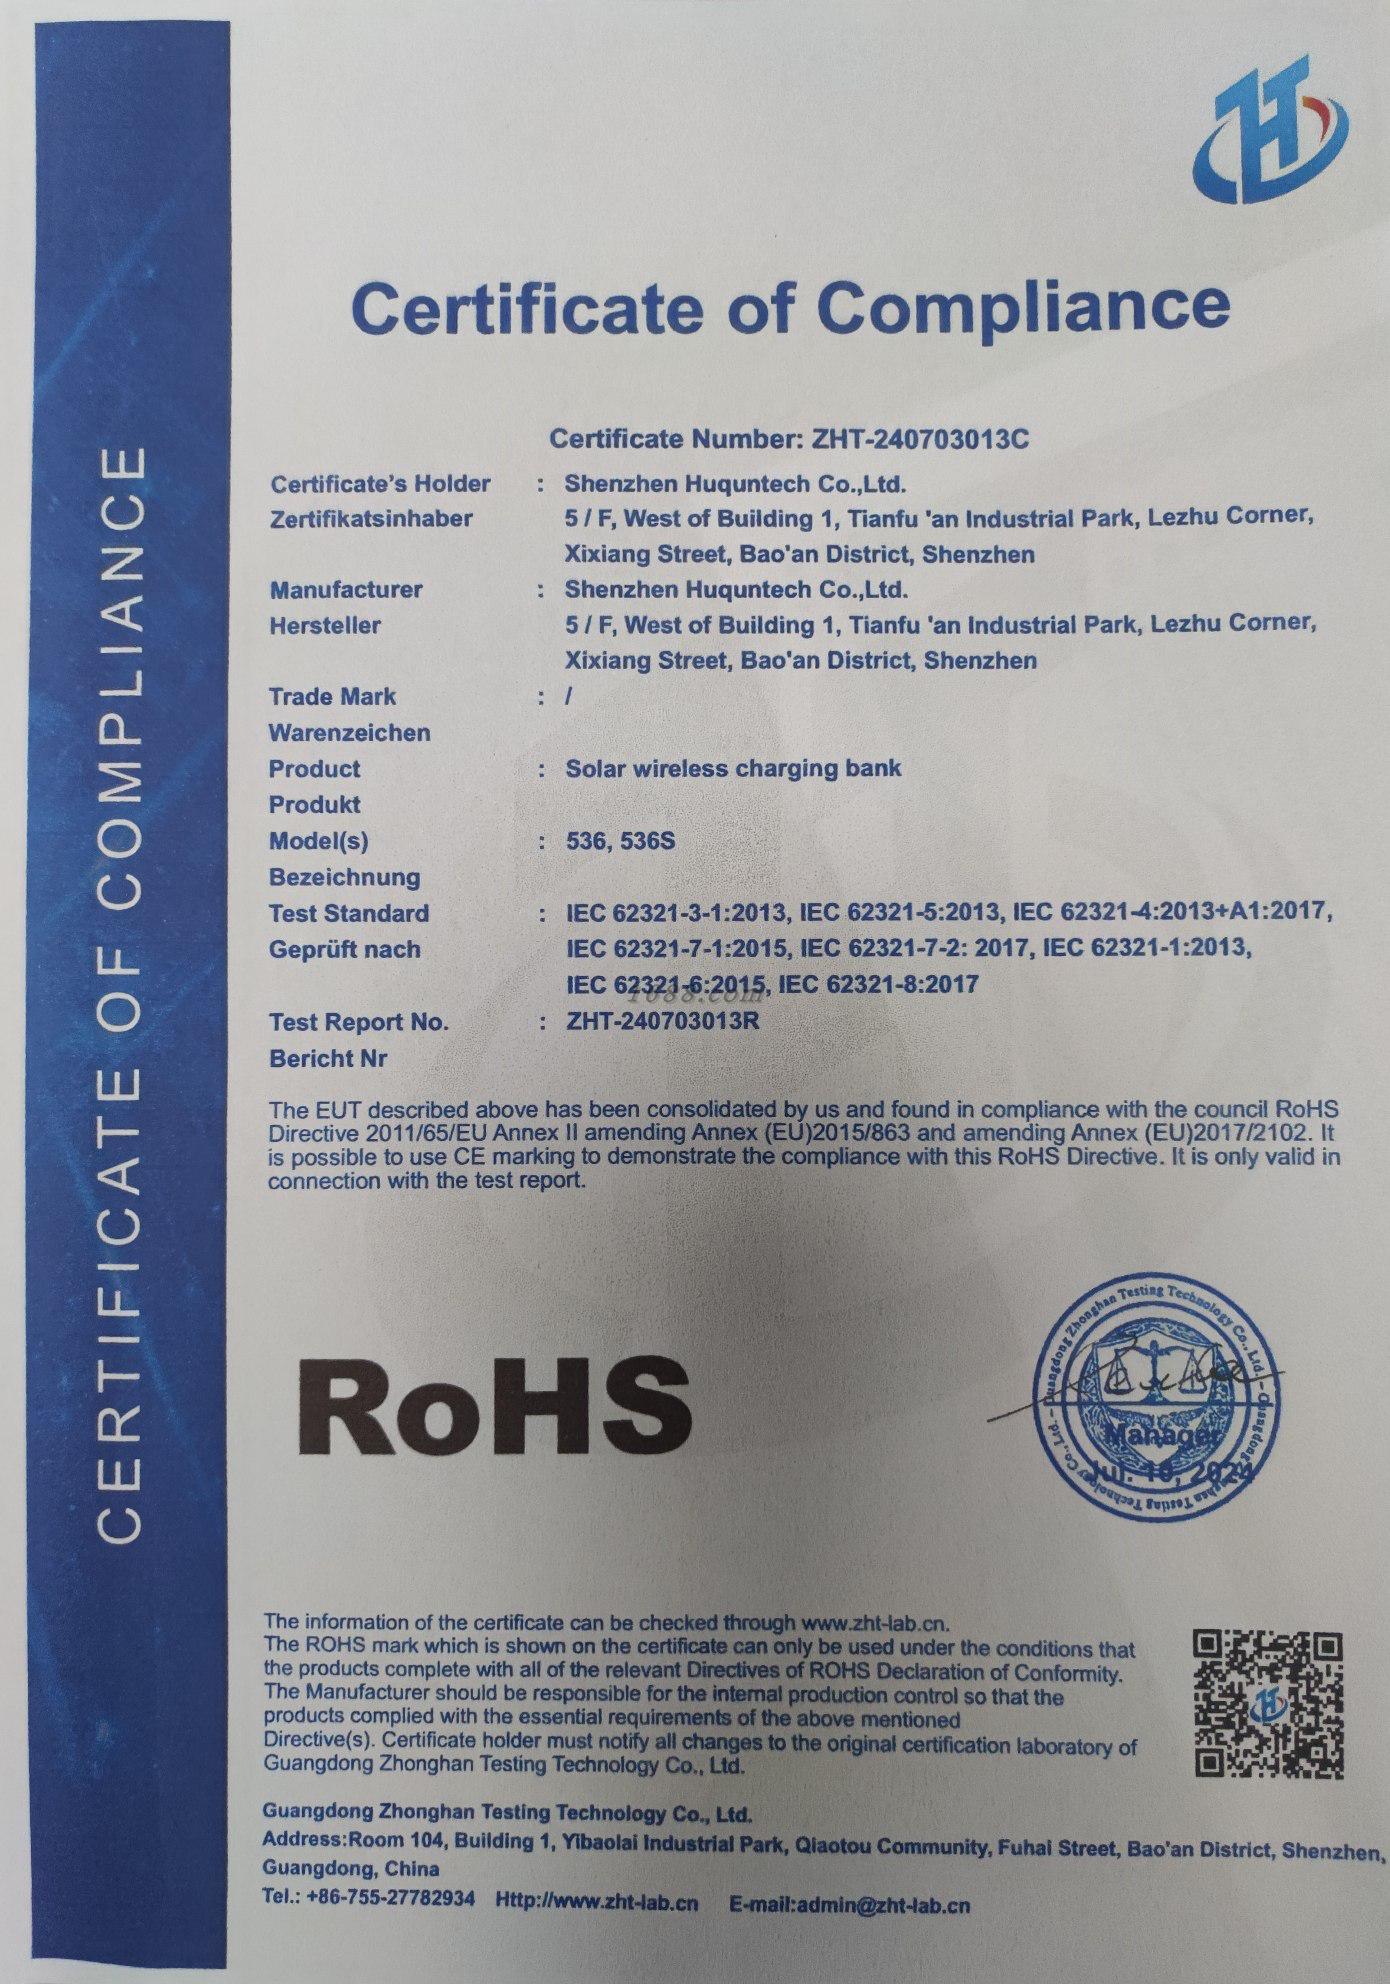 CERTIFICATE OF COMPLIANCE
Certificate of Compliance
Certificate Number: ZHT-240703013C
Certificate's Holder : Shenzhen Huquntech Co.,Ltd.
Zertifikatsinhaber 5 / F, West of Building 1, Tianfu 'an Industrial Park, Lezhu Corner,
Xixiang Street, Bao'an District, Shenzhen
Manufacturer : Shenzhen Huquntech Co.,Ltd.
Hersteller 5 / F, West of Building 1, Tianfu 'an Industrial Park, Lezhu Corner,
Xixiang Street, Bao'an District, Shenzhen
Trade Mark : /
Warenzeichen
Product : Solar wireless charging bank
Produkt
Model(s) : 536, 536S
Bezeichnung
Test Standard : IEC 62321-3-1:2013, IEC 62321-5:2013, IEC 62321-4:2013+A1:2017,
Geprüft nach IEC 62321-7-1:2015, IEC 62321-7-2: 2017, IEC 62321-1:2013,
IEC 62321-6:2015, IEC 62321-8:2017
1688.com
Test Report No. : ZHT-240703013R
Bericht Nr
The EUT described above has been consolidated by us and found in compliance with the council RoHS
Directive 2011/65/EU Annex II amending Annex (EU)2015/863 and amending Annex (EU)2017/2102. It
is possible to use CE marking to demonstrate the compliance with this RoHS Directive. It is only valid in
connection with the test report.
RoHS
Guangdong Zhonghan Testing Technology Co., Ltd. – Guangdong Zhonghan Testing Technology Co., Ltd. –
Manager
Jul. 10, 2024
The information of the certificate can be checked through www.zht-lab.cn.
The ROHS mark which is shown on the certificate can only be used under the conditions that
the products complete with all of the relevant Directives of ROHS Declaration of Conformity.
The Manufacturer should be responsible for the internal production control so that the
products complied with the essential requirements of the above mentioned
Directive(s). Certificate holder must notify all changes to the original certification laboratory of
Guangdong Zhonghan Testing Technology Co., Ltd.
Guangdong Zhonghan Testing Technology Co., Ltd.
Address:Room 104, Building 1, Yibaolai Industrial Park, Qiaotou Community, Fuhai Street, Bao'an District, Shenzhen,
Guangdong, China
Tel.: +86-755-27782934 Http://www.zht-lab.cn E-mail:admin@zht-lab.cn